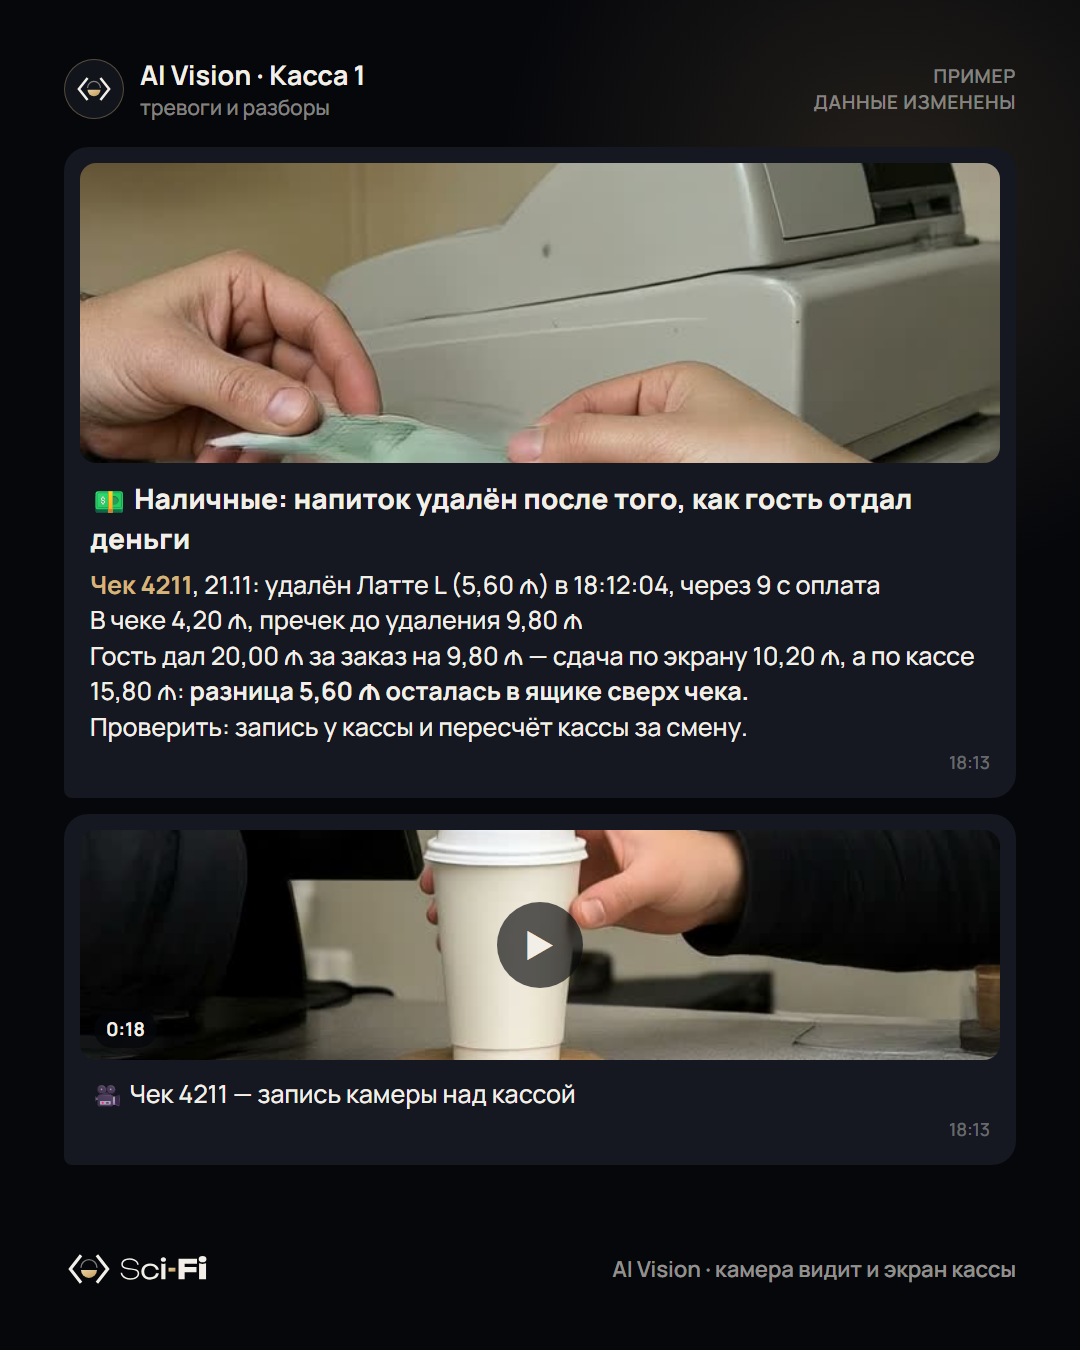 AI Vision · Касса 1
тревоги и разборы
ПРИМЕР
ДАННЫЕ ИЗМЕНЕНЫ
Наличные: напиток удалён после того, как гость отдал
деньги
Чек 4211, 21.11: удалён Латте L (5,60 ₼) в 18:12:04, через 9 с оплата
В чеке 4,20 ₼, пречек до удаления 9,80 ₼
Гость дал 20,00 ₼ за заказ на 9,80 ₼ — сдача по экрану 10,20 ₼, а по кассе
15,80 ₼: разница 5,60 ₼ осталась в ящике сверх чека.
Проверить: запись у кассы и пересчёт кассы за смену.
18:13
0:18
Чек 4211 — запись камеры над кассой
18:13
Sci-Fi
AI Vision · камера видит и экран кассы